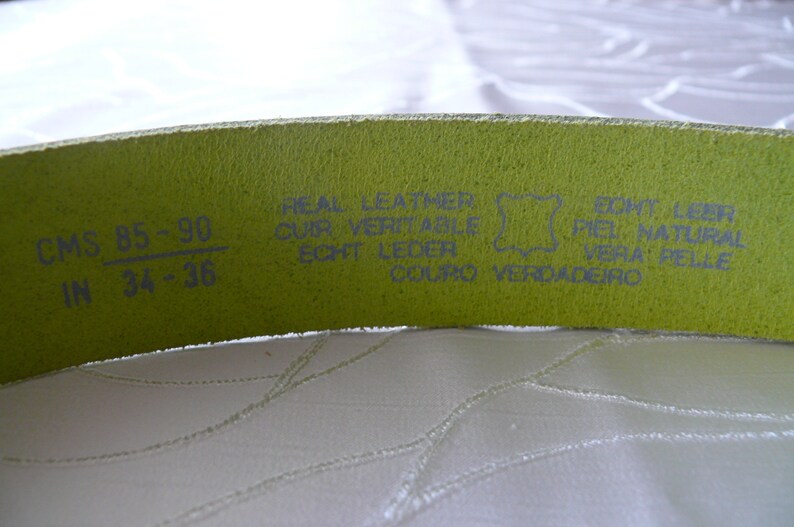 CMS 85-90
IN 34-36
REAL LEATHER
CUIR VERITABLE
ECHT LEDER
ECHT LEER
PIEL NATURAL
VERA PELLE
COURO VERDADEIRO